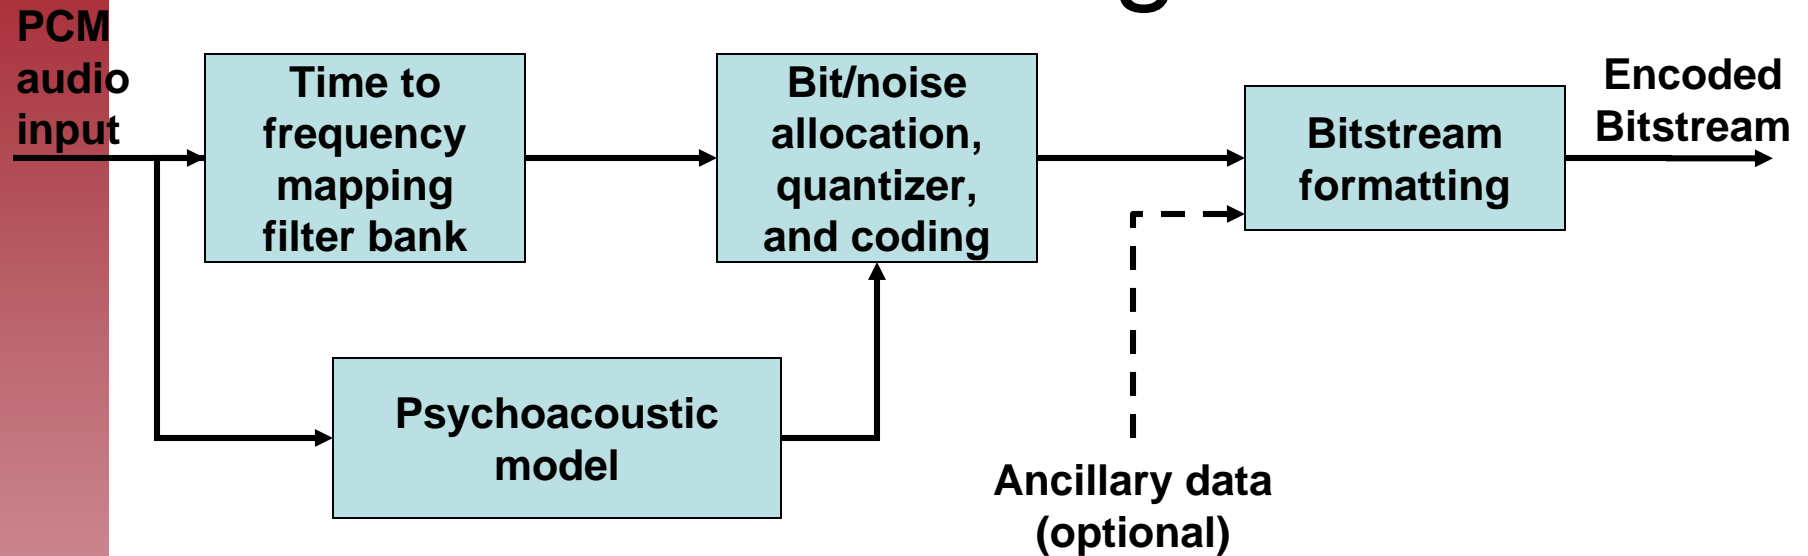 PCM
audio
input
Time to
frequency
mapping
filter bank
Bit/noise
allocation,
quantizer,
and coding
Bitstream
formatting
Encoded
Bitstream
Psychoacoustic
model
Ancillary data
(optional)